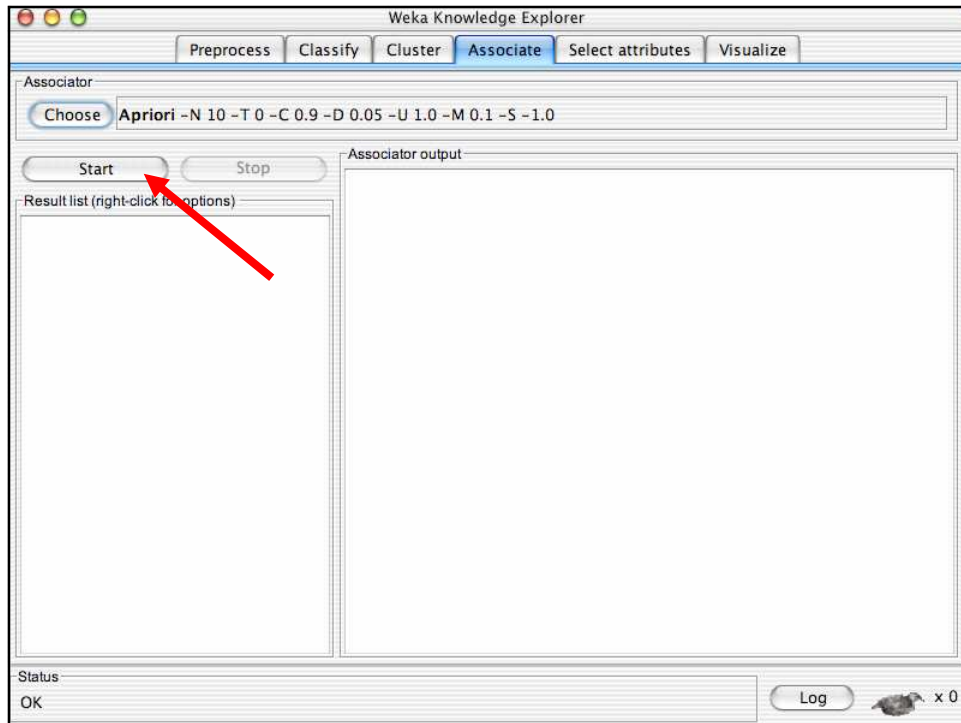 Weka Knowledge Explorer
Preprocess Classify Cluster Associate Select attributes Visualize
Associator
Choose Apriori -N 10 -T 0 -C 0.9 -D 0.05 -U 1.0 -M 0.1 -S -1.0
Start Stop
Associator output
Result list (right-click for options)
Status
OK
Log x 0